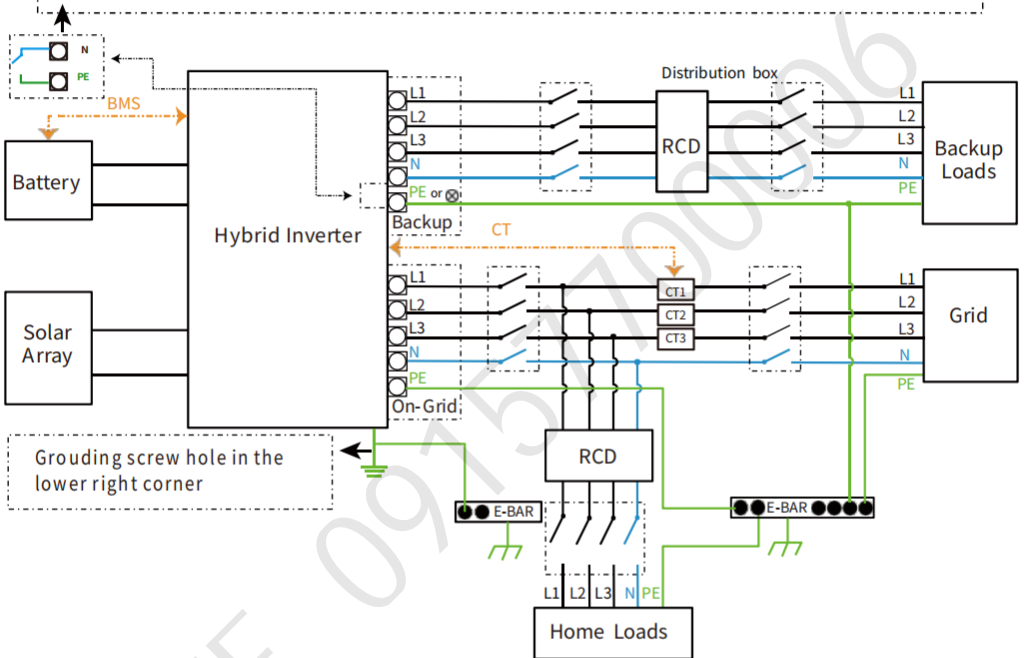 N
PE
BMS
Battery
Solar
Array
Hybrid Inverter
Grounding screw hole in the
lower right corner
L1
L2
L3
N
PE or ⊗
Backup
CT
L1
L2
L3
N
PE
On-Grid
Distribution box
RCD
L1
L2
L3
N
PE
Backup
Loads
CT1
CT2
CT3
L1
L2
L3
N
PE
Grid
RCD
E-BAR
E-BAR
L1 L2 L3 N PE
Home Loads
0915770006